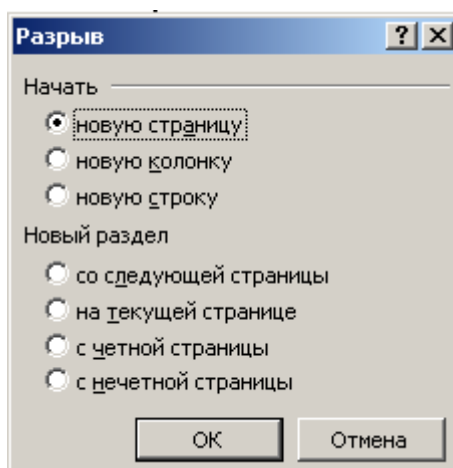 Разрыв
Начать
новую страницу
новую колонку
новую строку
Новый раздел
со следующей страницы
на текущей странице
с четной страницы
с нечетной страницы
ОК Отмена